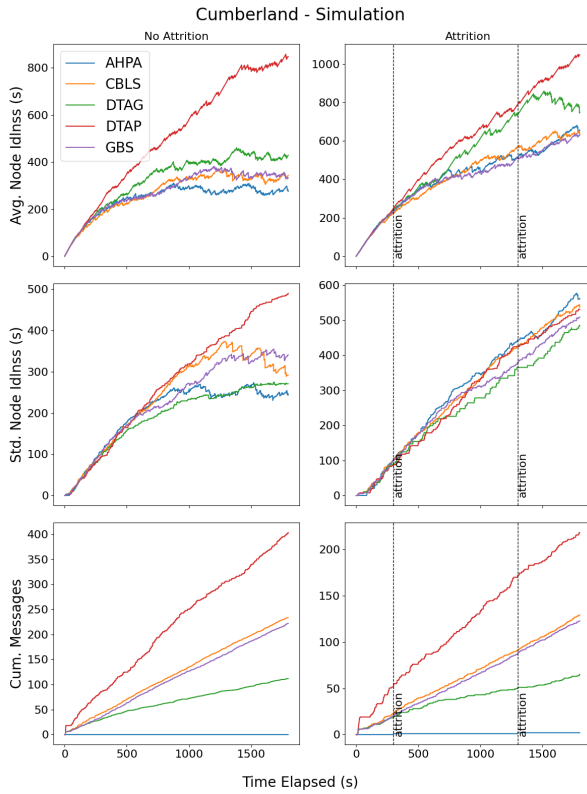 Cumberland - Simulation
No Attrition
Attrition
Avg. Node Idlnss (s)
800
600
400
200
0
AHPA
CBLS
DTAG
DTAP
GBS
1000
800
600
400
200
0
attrition
attrition
Std. Node Idlnss (s)
500
400
300
200
100
0
600
500
400
300
200
100
0
attrition
attrition
Cum. Messages
400
350
300
250
200
150
100
50
0
0 500 1000 1500
200
150
100
50
0
attrition
attrition
0 500 1000 1500
Time Elapsed (s)